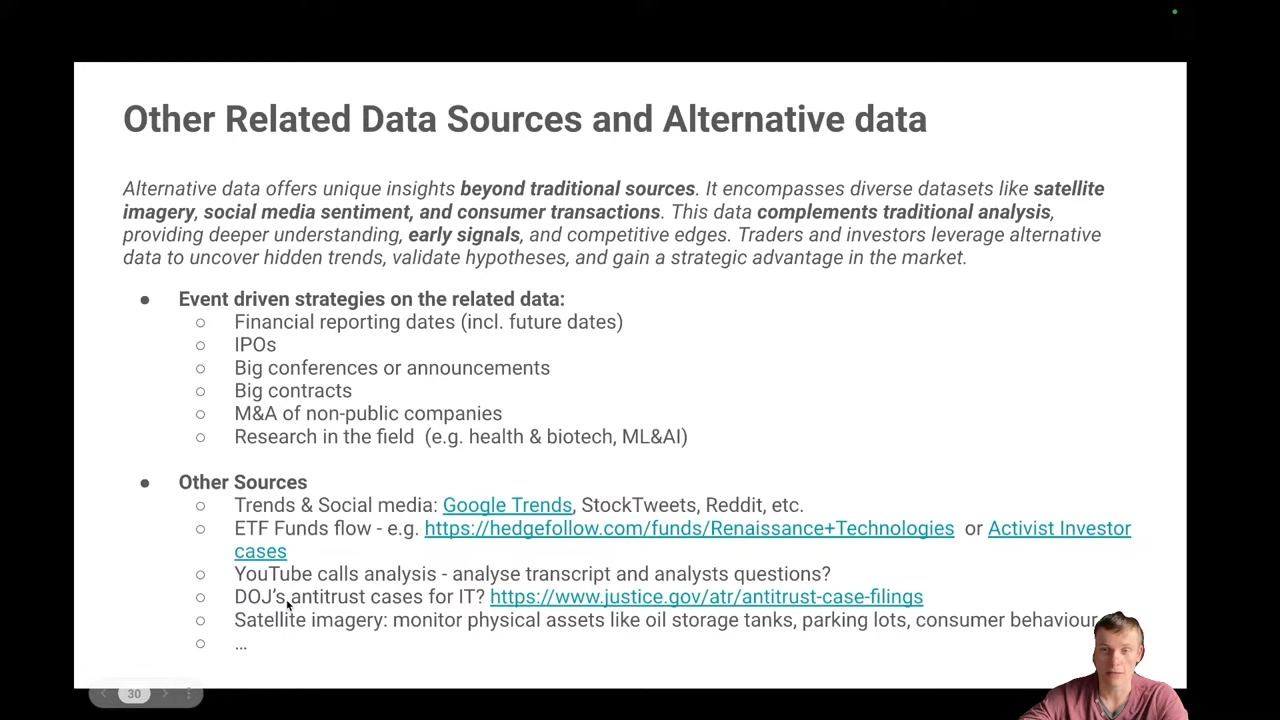 Other Related Data Sources and Alternative data
Alternative data offers unique insights beyond traditional sources. It encompasses diverse datasets like satellite
imagery, social media sentiment, and consumer transactions. This data complements traditional analysis,
providing deeper understanding, early signals, and competitive edges. Traders and investors leverage alternative
data to uncover hidden trends, validate hypotheses, and gain a strategic advantage in the market.
● Event driven strategies on the related data:
○ Financial reporting dates (incl. future dates)
○ IPOs
○ Big conferences or announcements
○ Big contracts
○ M&A of non-public companies
○ Research in the field (e.g. health & biotech, ML&AI)
● Other Sources
○ Trends & Social media: Google Trends, StockTweets, Reddit, etc.
○ ETF Funds flow - e.g. https://hedgefollow.com/funds/Renaissance+Technologies or Activist Investor
cases
○ YouTube calls analysis - analyse transcript and analysts questions?
○ DOJ's antitrust cases for IT? https://www.justice.gov/atr/antitrust-case-filings
○ Satellite imagery: monitor physical assets like oil storage tanks, parking lots, consumer behaviour
○ ...
30